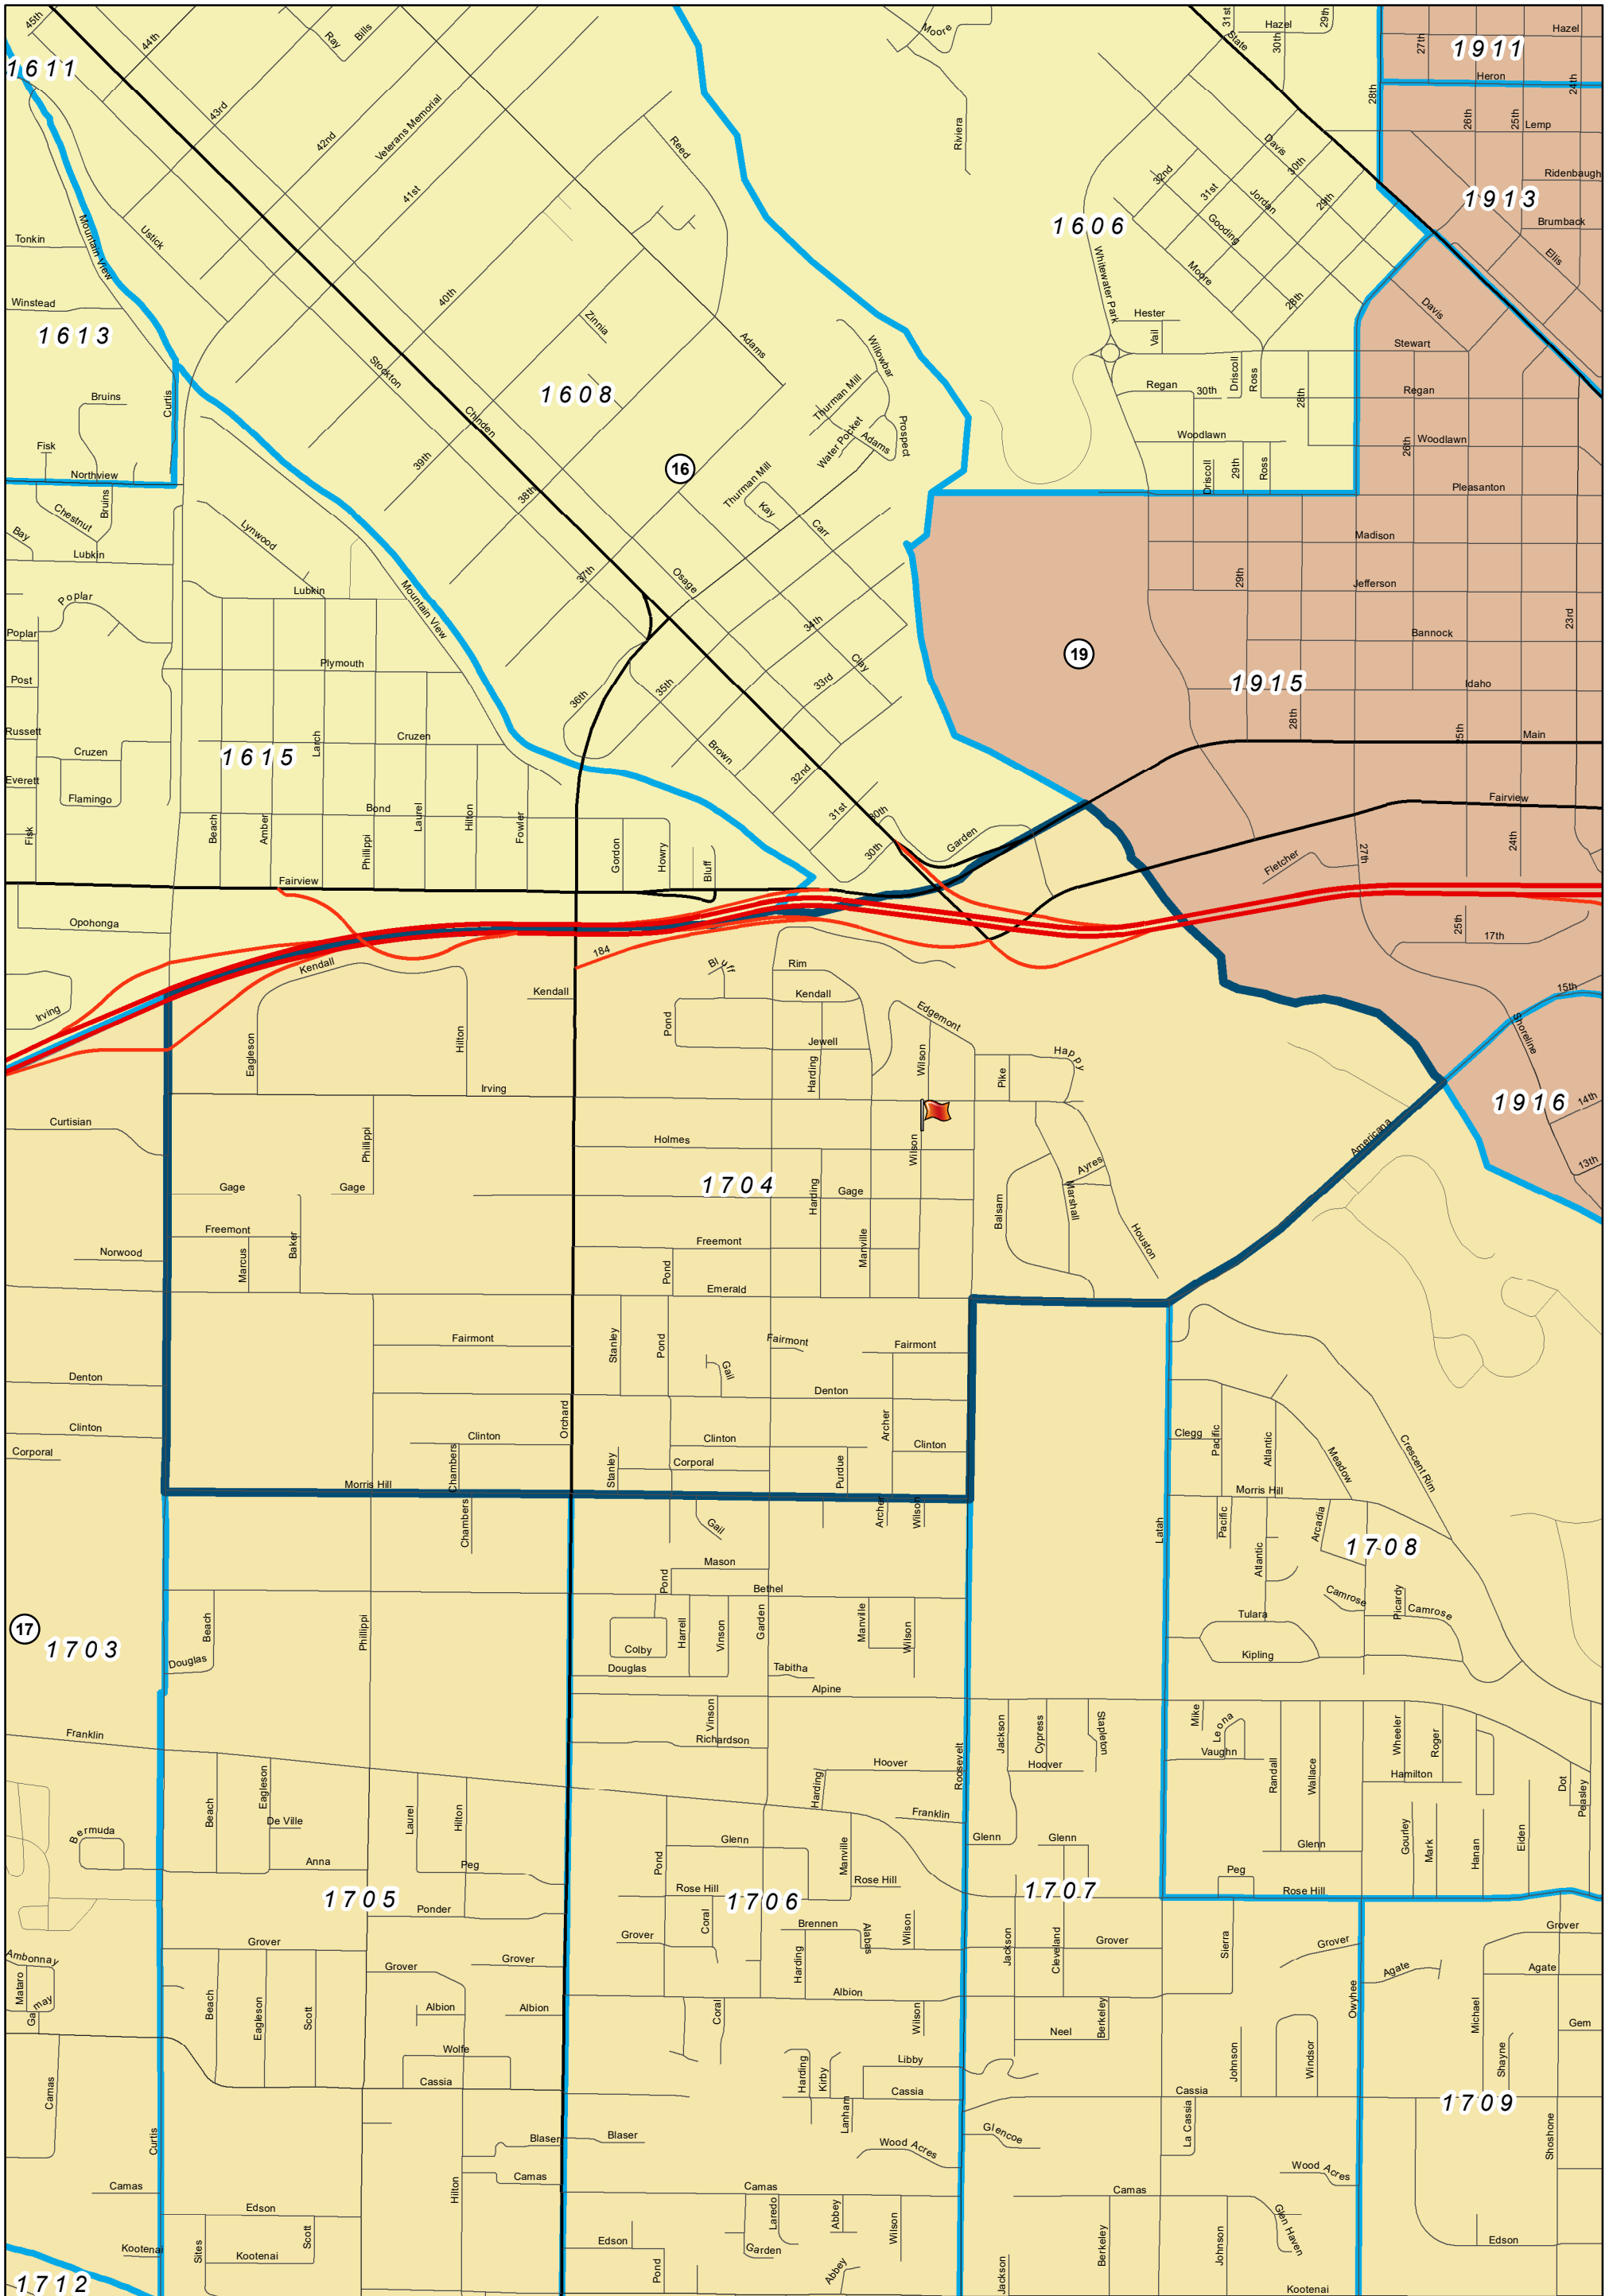 45th
44th
Ray
Bills
Moore
State
31st
Hazel
30th
29th
27th
1911
Hazel
1611
Heron
24th
28th
43rd
42nd
Veterans Memorial
41st
Reed
Riviera
Davis
30th
26th
25th
Lemp
32nd
31st
Jordan
29th
Ridenbaugh
1913
Brumback
1606
Gooding
Ellis
Tonkin
Mountain View
Ustick
Moore
28th
Whitewater Park
Davis
Winstead
40th
Zinnia
Hester
Vail
1613
Adams
Willowbar
Stewart
Stockton
Driscoll
Ross
1608
Thurman Mill
Regan
30th
28th
Regan
Bruins
Curtis
Chinden
Water Pocket
Adams
Prospect
Woodlawn
26th
Woodlawn
Fisk
39th
16
Driscoll
29th
Ross
Northview
38th
Thurman Mill
Kay
Pleasanton
Bruins
Chestnut
Bay
Lynwood
Carr
Madison
Lubkin
37th
Osage
29th
Jefferson
Lubkin
Mountain View
Poplar
34th
23rd
Poplar
Clay
19
Bannock
Plymouth
Post
36th
35th
33rd
1915
Idaho
Russett
Larch
Cruzen
Cruzen
1615
Brown
28th
25th
Main
Everett
Flamingo
32nd
Bond
Fisk
Beach
Amber
Phillippi
Laurel
Hilton
Fowler
31st
30th
Garden
Fairview
Gordon
Howry
Bluff
30th
Fletcher
27th
24th
Fairview
Opohonga
25th
17th
184
Kendall
Bluff
Rim
Irving
Kendall
Kendall
15th
Pond
Edgemont
Shoreline
Eagleson
Hilton
Jewell
Harding
Wilson
Pike
Happy
Irving
1916
14th
Curtisian
Phillippi
Holmes
Wilson
Americana
13th
1704
Ayres
Gage
Gage
Harding
Gage
Balsam
Marshall
Freemont
Freemont
Manville
Houston
Norwood
Marcus
Baker
Pond
Emerald
Fairmont
Stanley
Pond
Fairmont
Fairmont
Gail
Denton
Denton
Orchard
Archer
Clinton
Clinton
Clinton
Clinton
Clegg
Pacific
Atlantic
Meadow
Crescent Rim
Corporal
Chambers
Stanley
Corporal
Purdue
Morris Hill
Morris Hill
Chambers
Gail
Archer
Wilson
Latah
Pacific
Arcadia
1708
Mason
Atlantic
Pond
Bethel
Camrose
Picardy
Camrose
17
1703
Beach
Phillippi
Harrell
Vinson
Garden
Manville
Wilson
Tulara
Colby
Kipling
Douglas
Douglas
Tabitha
Alpine
Franklin
Vinson
Richardson
Jackson
Cypress
Stapleton
Mike
Leona
Wheeler
Roger
Vaughn
Roosevelt
Hoover
Hoover
Harding
Randall
Wallace
Hamilton
Dot
Peasley
Beach
Eagleson
Laurel
Hilton
Franklin
De Ville
Bermuda
Glenn
Glenn
Glenn
Glenn
Gourley
Mark
Hanan
Eiden
Anna
Peg
Pond
Manville
Peg
1705
Rose Hill
Rose Hill
1706
1707
Rose Hill
Ponder
Coral
Brennen
Alabas
Wilson
Grover
Grover
Grover
Harding
Jackson
Cleveland
Grover
Sierra
Grover
Grover
Ambonnay
Grover
Agate
Agate
Mataro
Gamay
Beach
Eagleson
Scott
Albion
Albion
Albion
Coral
Wilson
Berkeley
Owyhee
Michael
Gem
Neel
Wolfe
Libby
Johnson
Windsor
Shayne
Camas
Cassia
Harding
Kirby
Cassia
Cassia
Lanham
1709
La Cassia
Curtis
Blaser
Blaser
Glencoe
Wood Acres
Shoshone
Wood Acres
Camas
Hilton
Camas
Camas
Camas
Edson
Scott
Laredo
Abbey
Wilson
Glen Haven
Edson
Garden
Edson
Kootenai
Sites
Kootenai
Pond
Abbey
Jackson
Berkeley
Johnson
Kootenai
1712